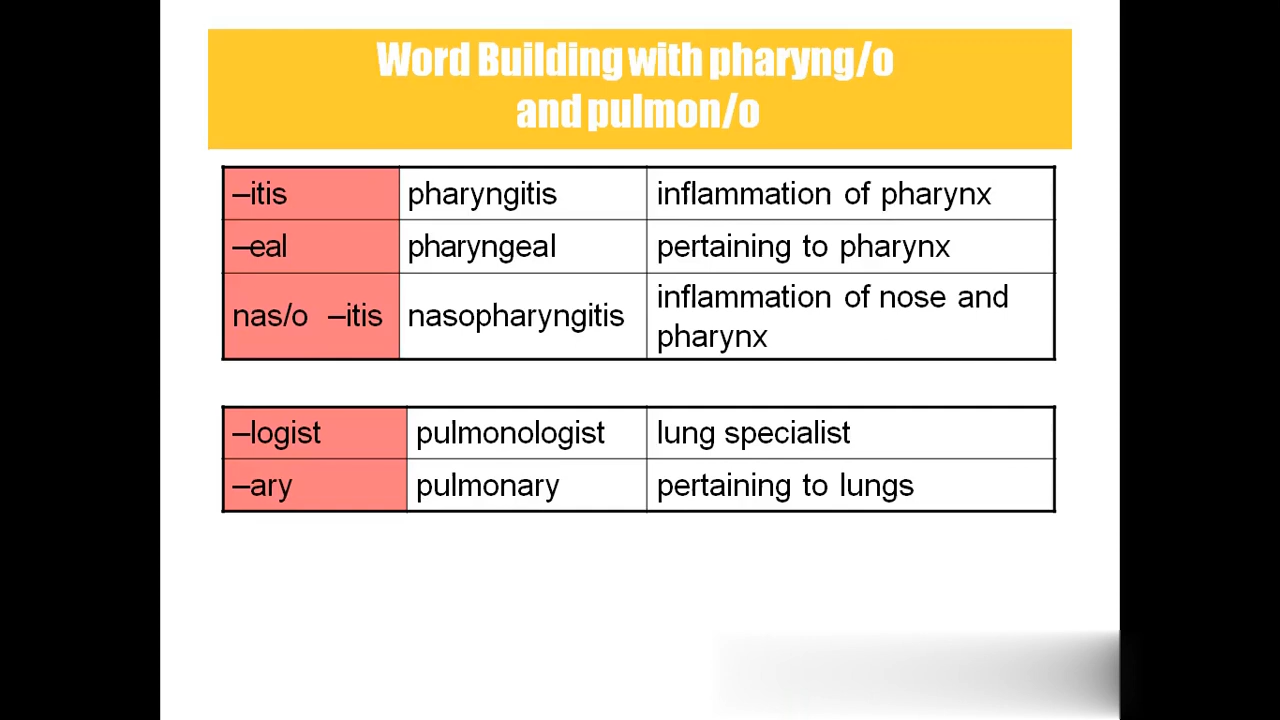 Word Building with pharyng/o
and pulmon/o
–itis pharyngitis inflammation of pharynx
–eal pharyngeal pertaining to pharynx
nas/o –itis nasopharyngitis inflammation of nose and
pharynx
–logist pulmonologist lung specialist
–ary pulmonary pertaining to lungs